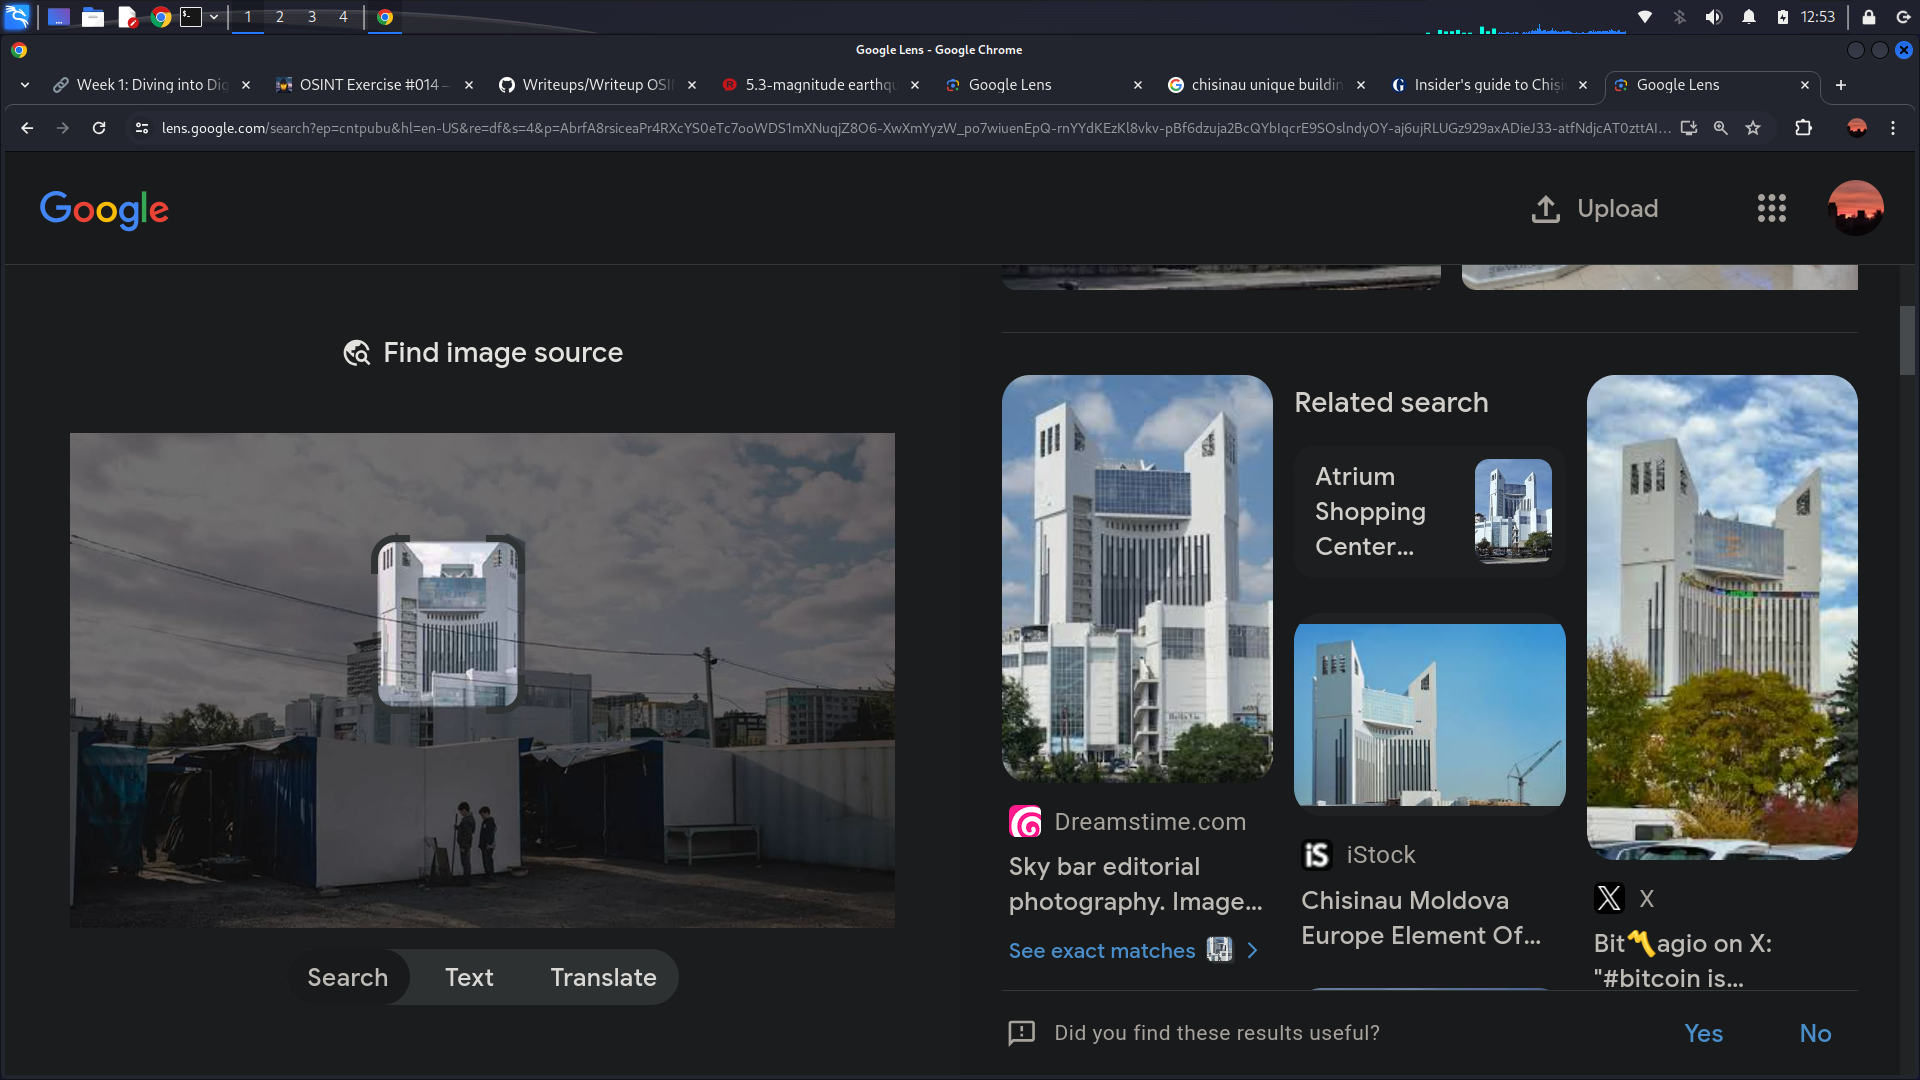 1
2
3
4
12:53
Google Lens - Google Chrome
Week 1: Diving into Dig
OSINT Exercise #014 –
Writeups/Writeup OSI
5.3-magnitude earthqu
Google Lens
chisinau unique buildin
Insider's guide to Chiși
Google Lens
lens.google.com/search?ep=cntpubu&hl=en-US&re=df&s=4&p=AbrfA8rsiceaPr4RXcYS0eTc7ooWDS1mXNuqjZ8O6-XwXmYyzW_po7wiuenEpQ-rnYYdKEzKl8vkv-pBf6dzuja2BcQYbIqcrE9SOslndyOY-aj6ujRLUGz929axADieJ33-atfNdjcAT0zttAI...
Google
Upload
Find image source
Related search
Atrium
Shopping
Center...
Dreamstime.com
Sky bar editorial
photography. Image...
See exact matches
iStock
Chisinau Moldova
Europe Element Of...
X
Bit〽️agio on X:
"#bitcoin is...
Search
Text
Translate
Did you find these results useful?
Yes
No